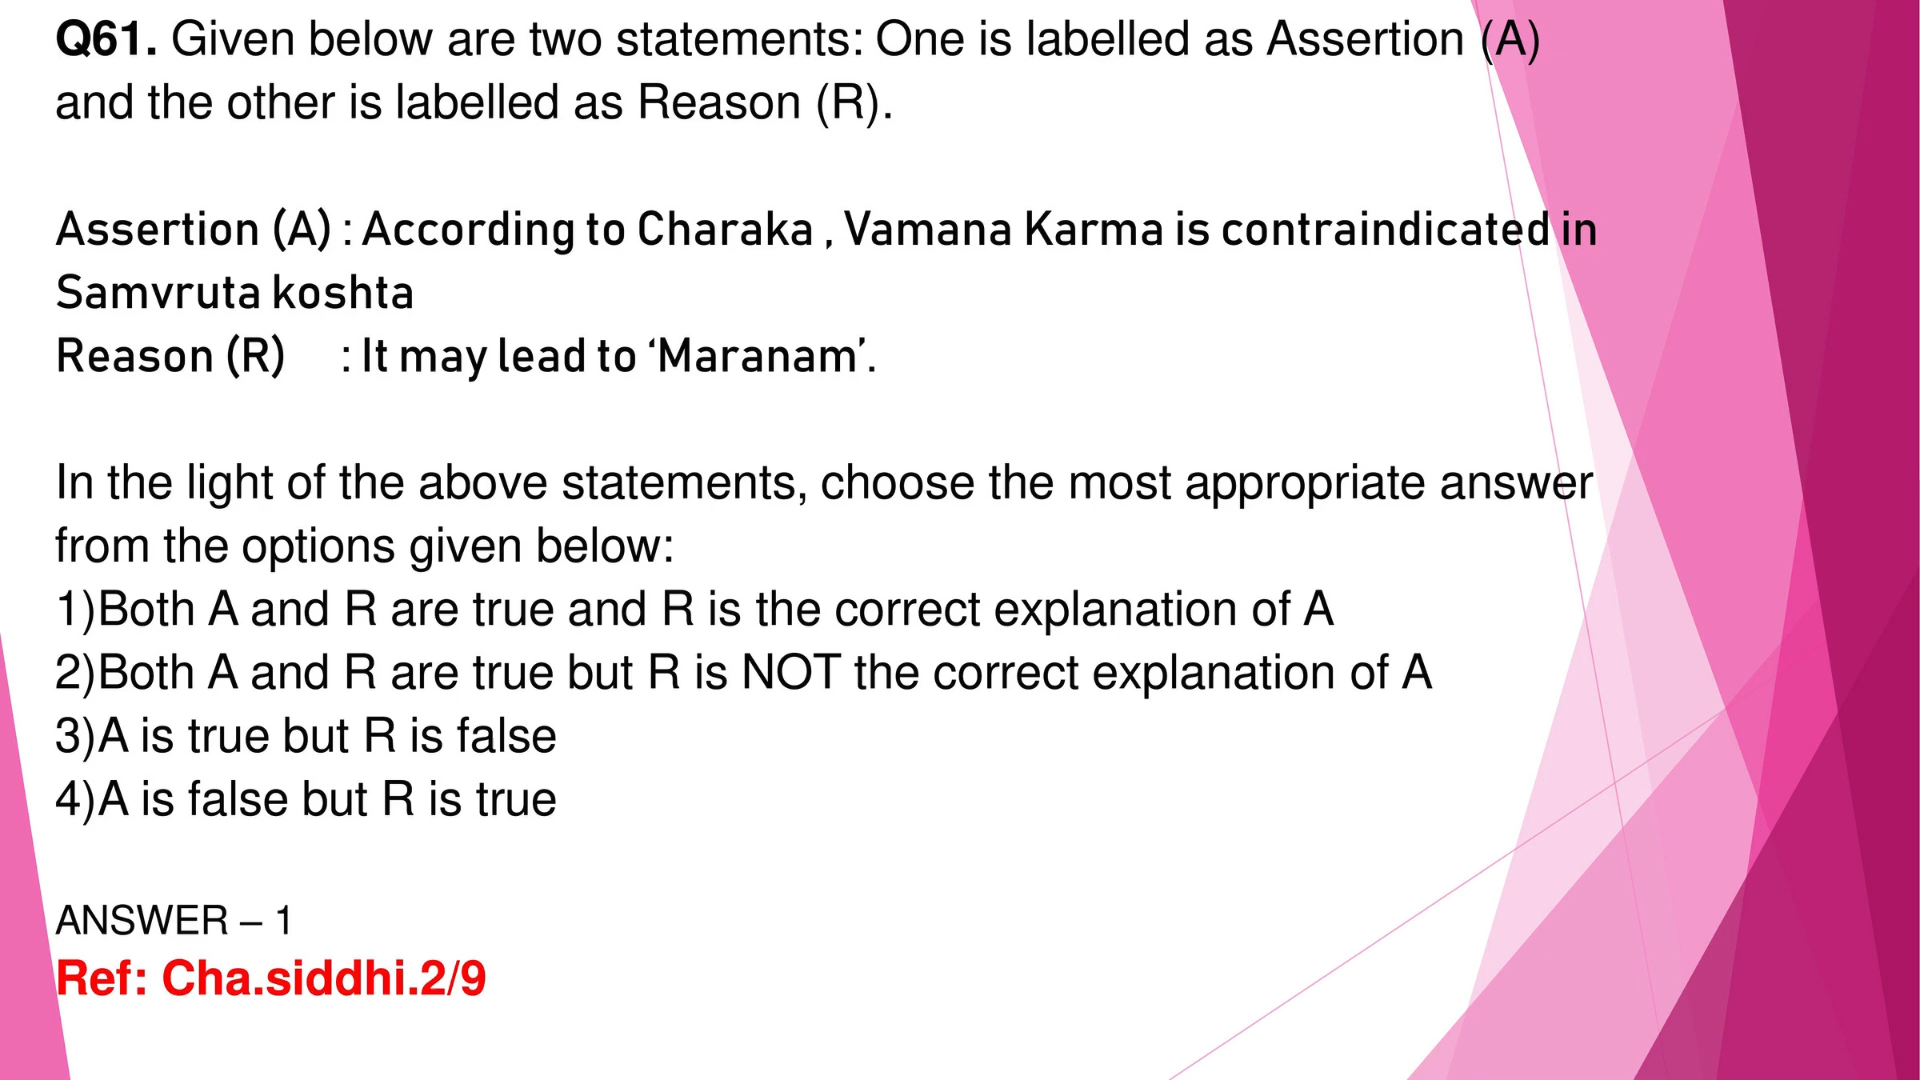 Q61. Given below are two statements: One is labelled as Assertion (A)
and the other is labelled as Reason (R).
Assertion (A) : According to Charaka , Vamana Karma is contraindicated in
Samvruta koshta
Reason (R) : It may lead to ‘Maranam’.
In the light of the above statements, choose the most appropriate answer
from the options given below:
1)Both A and R are true and R is the correct explanation of A
2)Both A and R are true but R is NOT the correct explanation of A
3)A is true but R is false
4)A is false but R is true
ANSWER – 1
Ref: Cha.siddhi.2/9